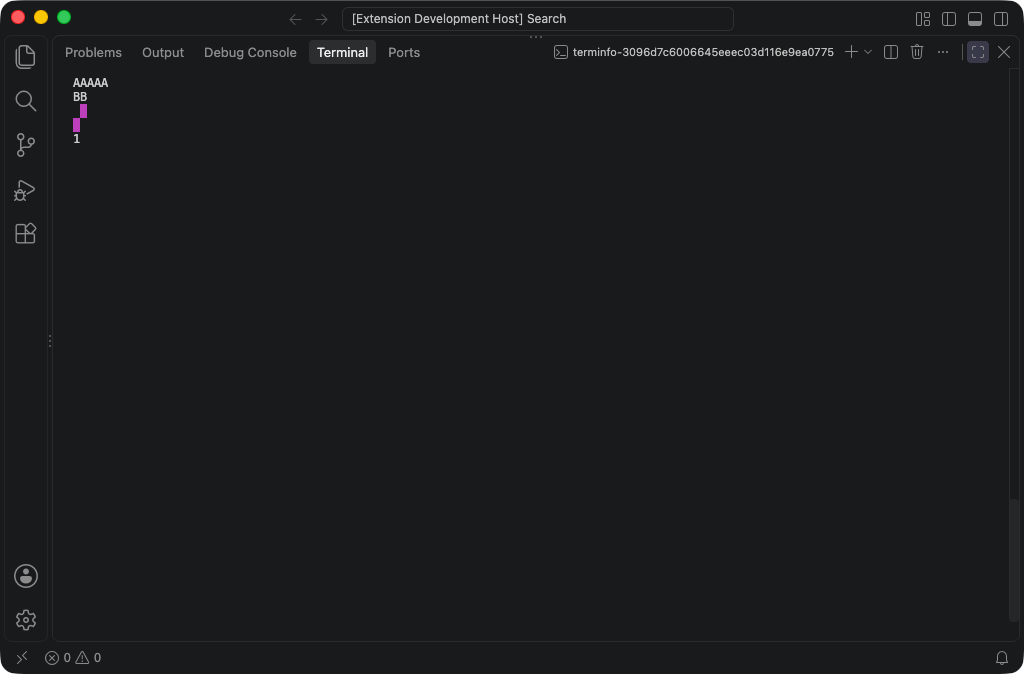 [Extension Development Host] Search
Problems Output Debug Console Terminal Ports
terminfo-3096d7c6006645eeec03d116e9ea0775
AAAAA
BB
1
0 0